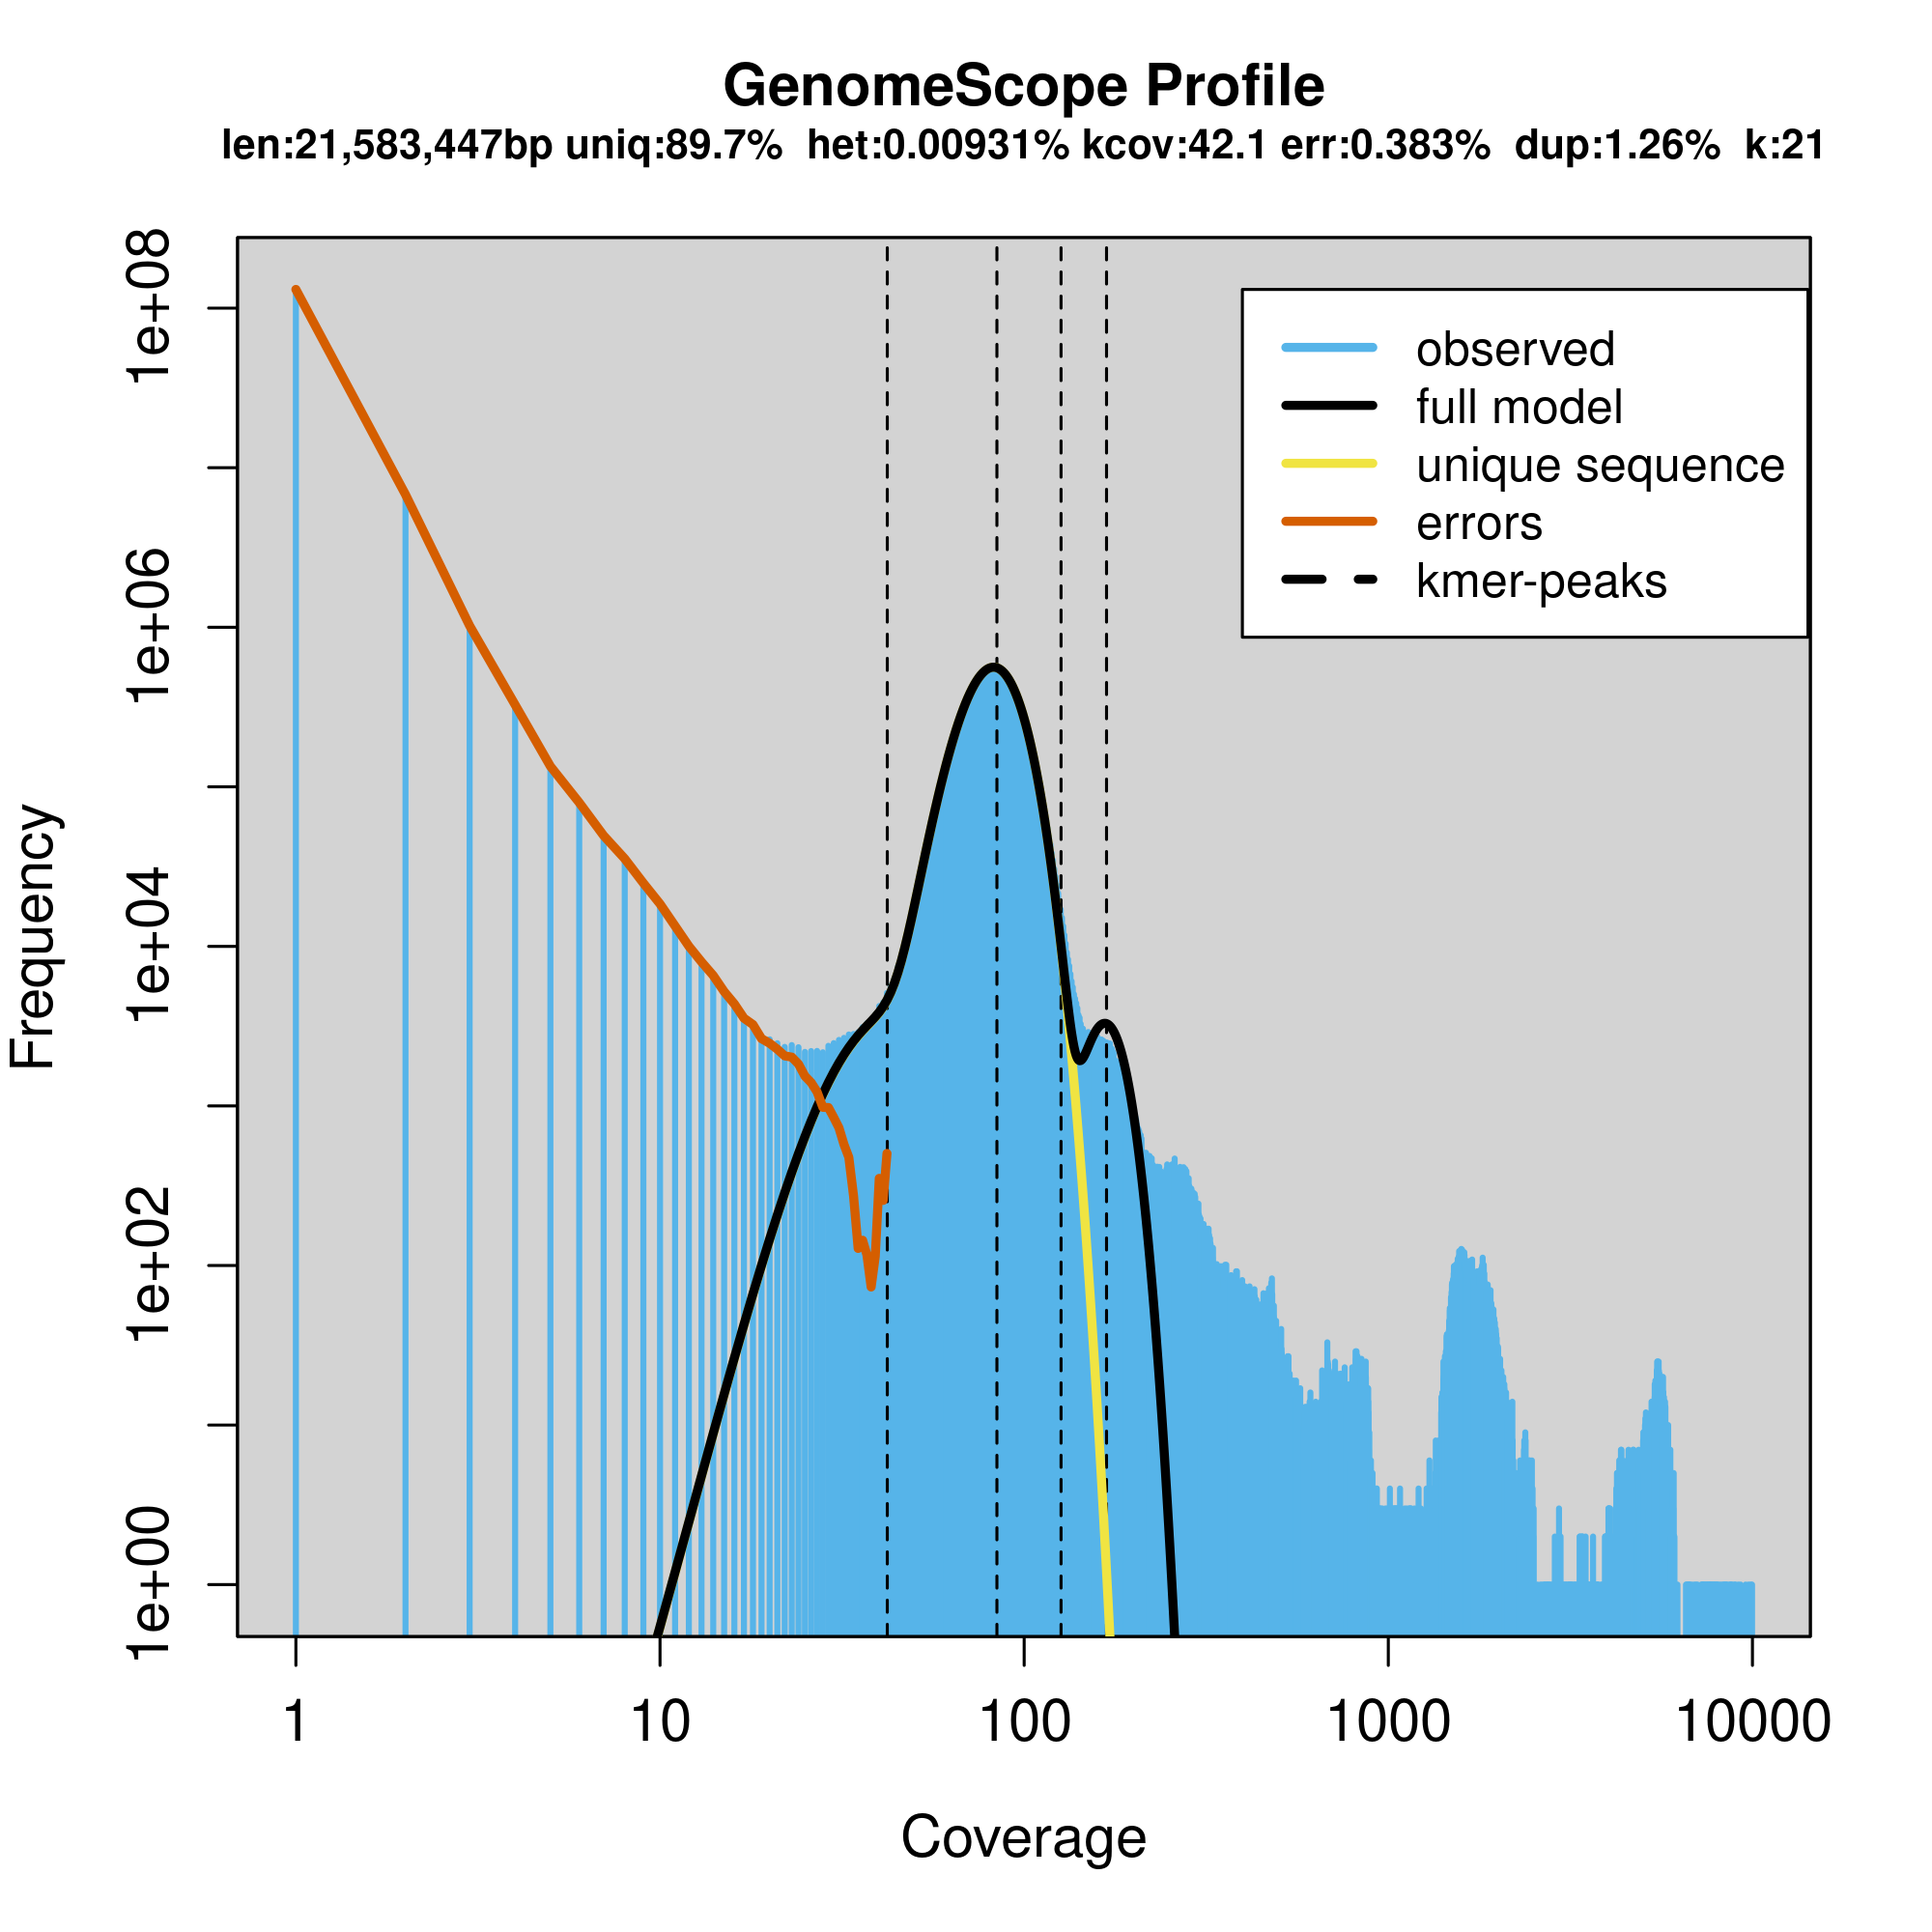 GenomeScope Profile
len:21,583,447bp uniq:89.7% het:0.00931% kcov:42.1 err:0.383% dup:1.26% k:21
Frequency
1e+08
1e+06
1e+04
1e+02
1e+00
observed
full model
unique sequence
errors
kmer-peaks
1 10 100 1000 10000
Coverage